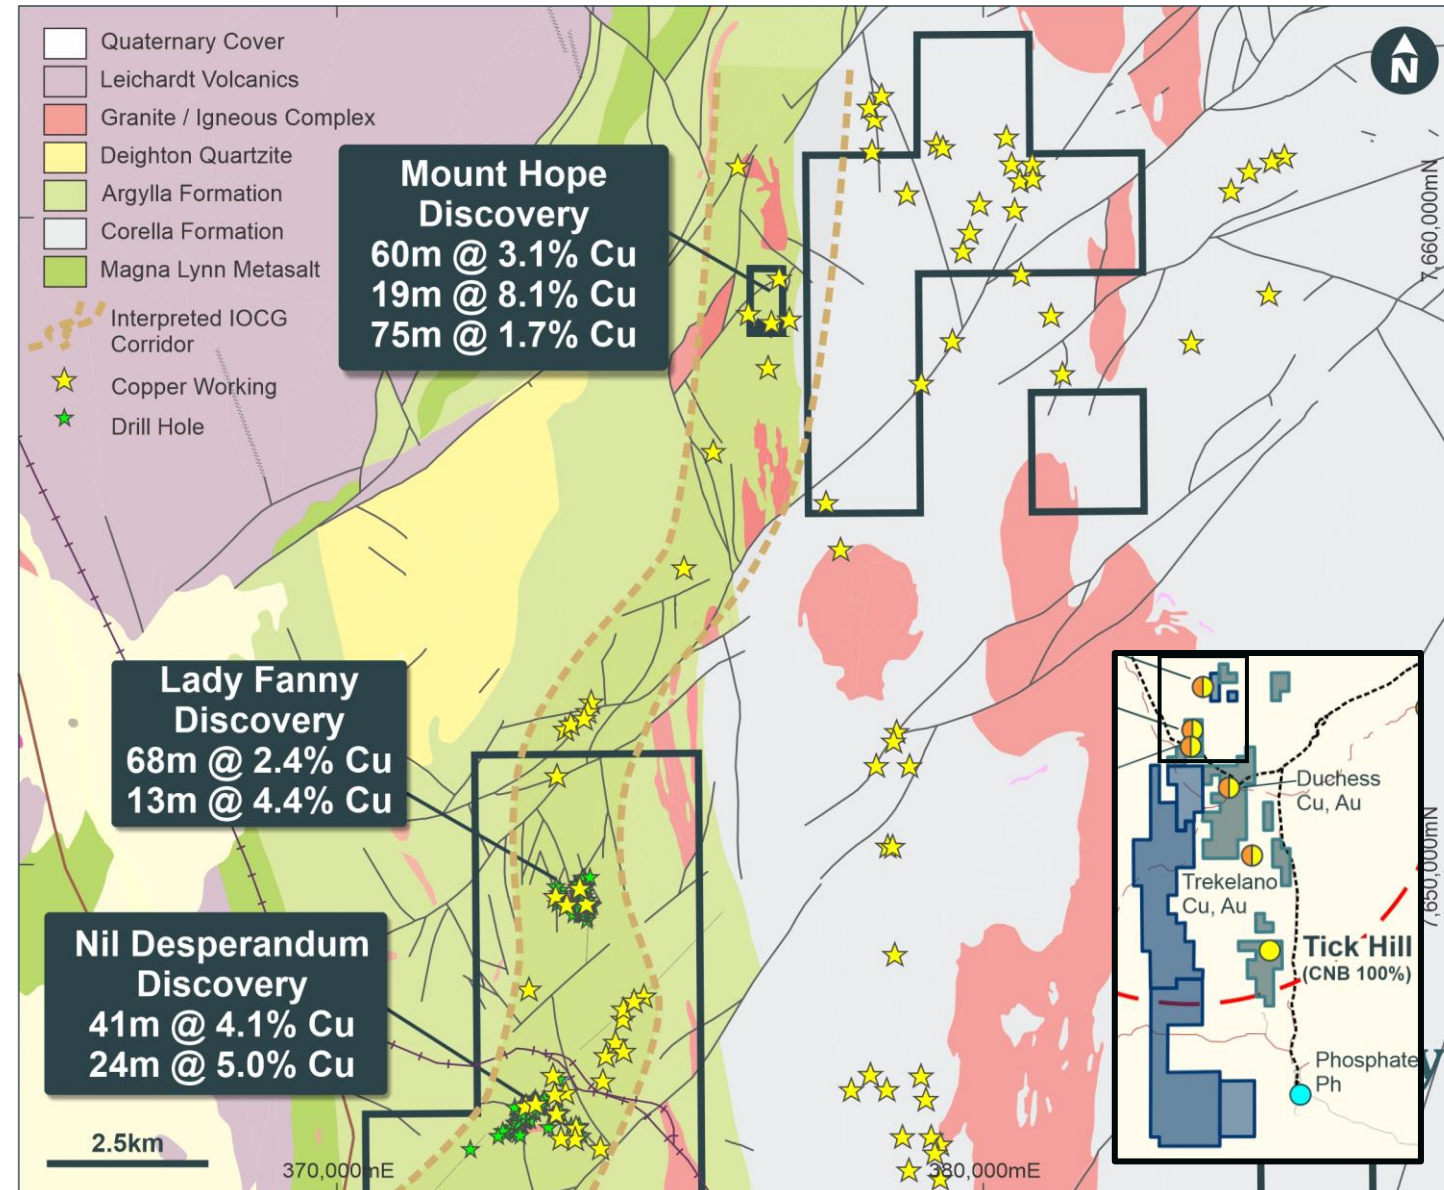 Quaternary Cover
Leichardt Volcanics
Granite / Igneous Complex
Deighton Quartzite
Argylla Formation
Corella Formation
Magna Lynn Metasalt
Interpreted IOCG
Corridor
Copper Working
Drill Hole
N
Mount Hope
Discovery
60m @ 3.1% Cu
19m @ 8.1% Cu
75m @ 1.7% Cu
7,660,000mN
Lady Fanny
Discovery
68m @ 2.4% Cu
13m @ 4.4% Cu
Nil Desperandum
Discovery
41m @ 4.1% Cu
24m @ 5.0% Cu
2.5km
370,000mE
380,000mE
7,650,000mN
Duchess
Cu, Au
Trekelano
Cu, Au
Tick Hill
(CNB 100%)
Phosphate
Ph
y